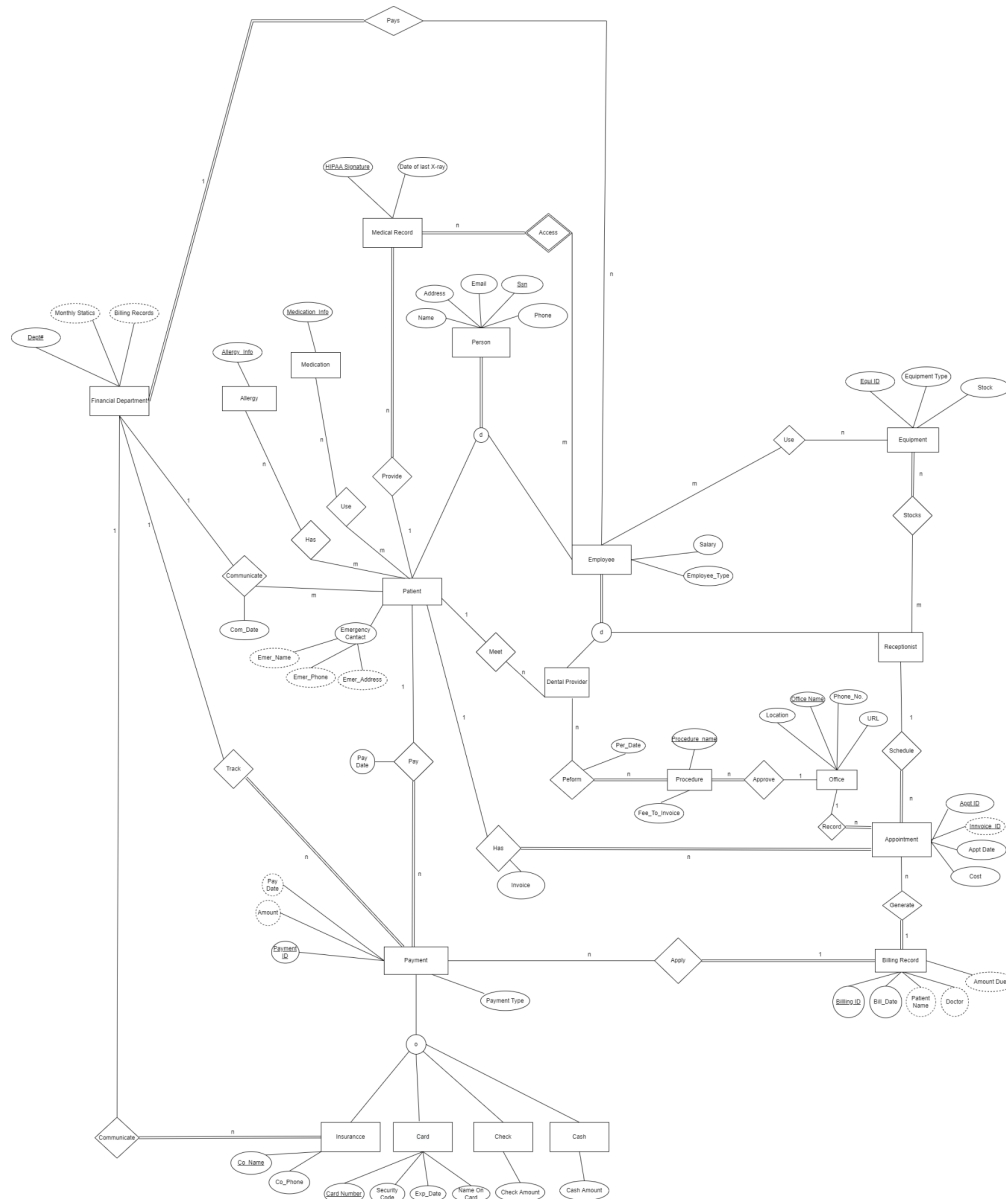 Pays
1
HIPAA Signature
Date of last X-ray
Medical Record
n
Access
n
Email
Ssn
Address
Medication_Info
Monthly Statics
Billing Records
Name
Phone
Dept#
Person
Allergy_Info
Medication
Equi ID
Equipment Type
Stock
Financial Department
Allergy
d
Use
n
Equipment
n
n
n
m
n
Provide
m
1
Use
Stocks
1
1
1
Has
m
Salary
m
Employee
Communicate
m
Employee_Type
Patient
m
Com_Date
Emergency
Cantact
1
d
Emer_Name
Meet
Receptionist
Emer_Phone
Emer_Address
n
Dental Provider
Office Name
Phone_No.
Location
URL
1
1
1
n
Per_Date
Procedure_name
Schedule
Track
Pay
Date
Pay
Peform
n
Procedure
n
Approve
1
Office
Fee_To_Invoice
1
n
Appt ID
Record
n
Appointment
Innvoice_ID
Has
n
Appt Date
n
Invoice
Cost
n
n
Pay
Date
Generate
Amount
1
Payment
ID
Payment
n
Apply
1
Billing Record
Amount Due
Payment Type
Billing ID
Bill_Date
Patient
Name
Doctor
n
Communicate
n
Insurancce
Card
Check
Cash
Co_Name
Co_Phone
Card Number
Security
Code
Exp_Date
Name On
Card
Check Amount
Cash Amount